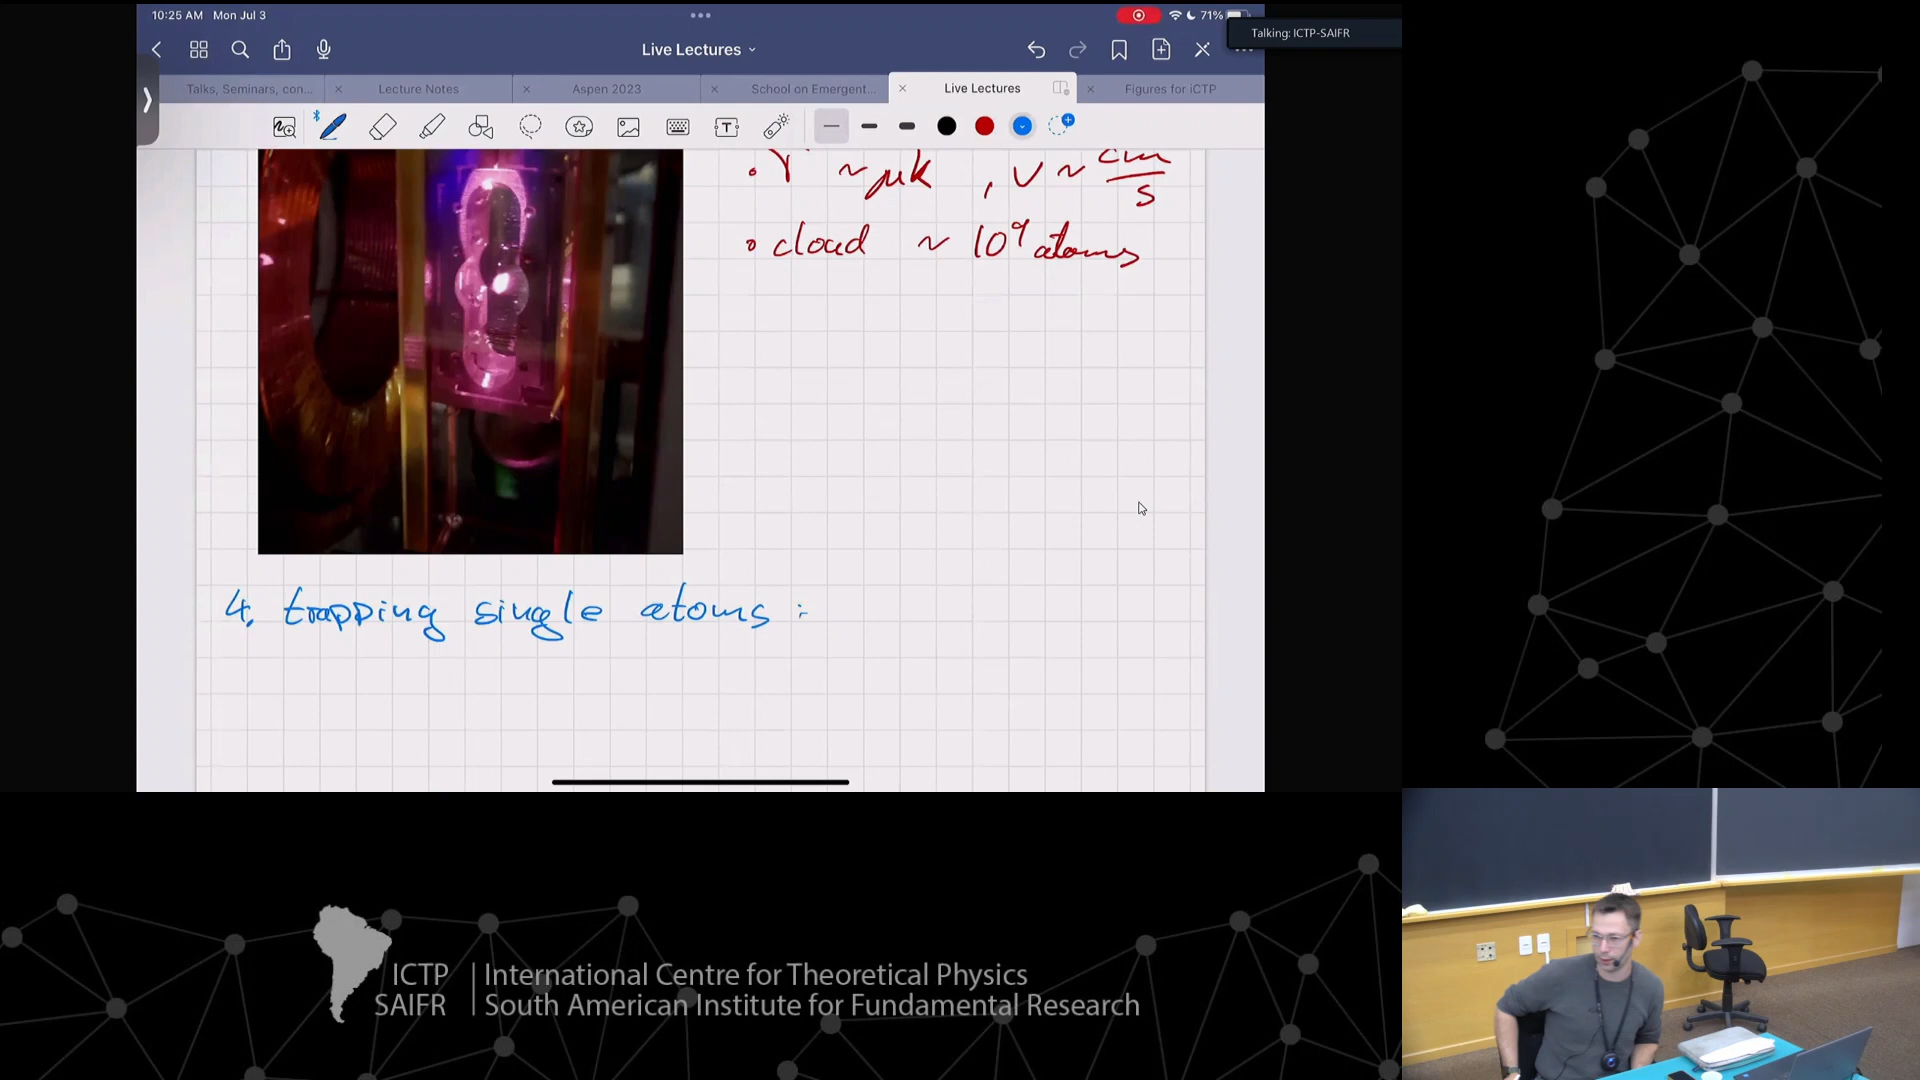 10:25 AM Mon Jul 3
71%
Talking: ICTP-SAIFR
Live Lectures
Talks, Seminars, con...
Lecture Notes
Aspen 2023
School on Emergent...
Live Lectures
Figures for iCTP
• T ~ μK , v ~ cm/s
• cloud ~ 10⁹ atoms
4. trapping single atoms :
ICTP | International Centre for Theoretical Physics
SAIFR | South American Institute for Fundamental Research